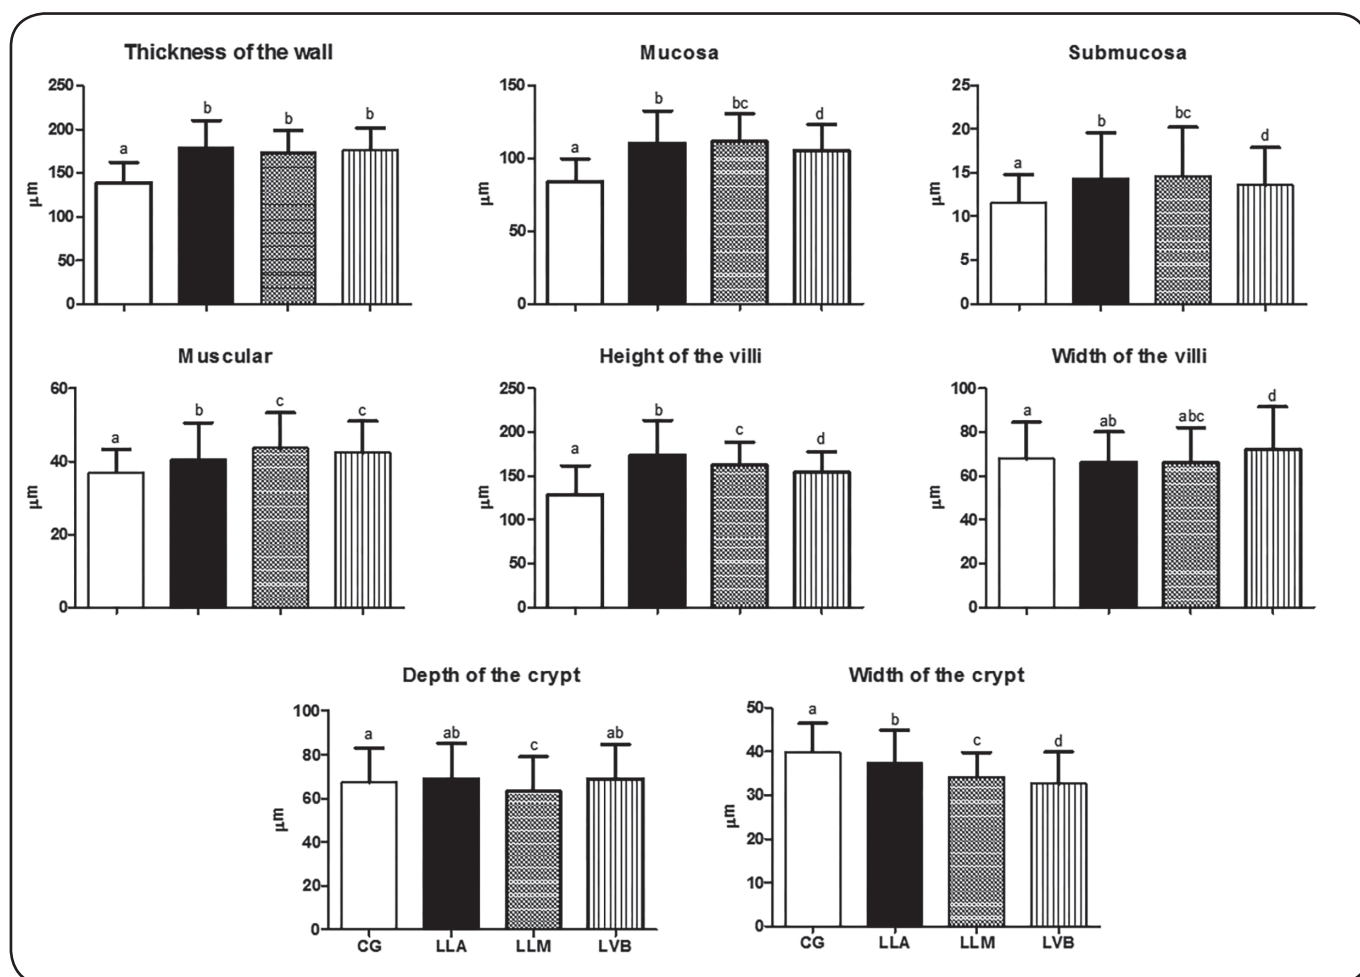 Thickness of the wall
Mucosa
Submucosa
250
200
150
100
50
0
μm
a
b
b
b
150
100
50
0
μm
a
b
bc
d
25
20
15
10
5
0
μm
a
b
bc
d
Muscular
Height of the villi
Width of the villi
60
40
20
0
μm
a
b
c
c
250
200
150
100
50
0
μm
a
b
c
d
100
80
60
40
20
0
μm
a
ab
abc
d
Depth of the crypt
Width of the crypt
100
80
60
40
20
0
μm
a
ab
c
ab
CG LLA LLM LVB
50
40
30
20
10
0
μm
a
b
c
d
CG LLA LLM LVB